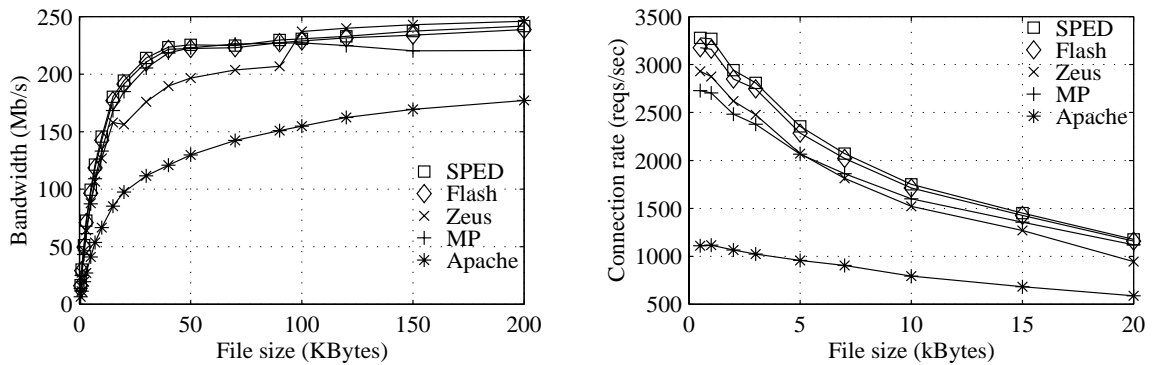 250
200
150
100
50
0
Bandwidth (Mb/s)
SPED
Flash
Zeus
MP
Apache
0 50 100 150 200
File size (KBytes)
3500
3000
2500
2000
1500
1000
500
Connection rate (reqs/sec)
SPED
Flash
Zeus
MP
Apache
0 5 10 15 20
File size (kBytes)